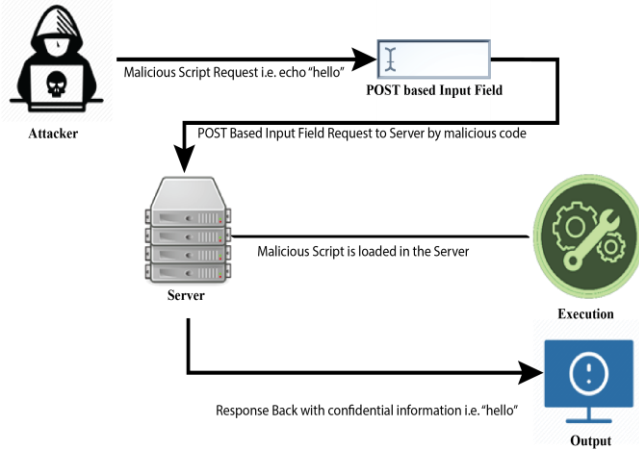 Malicious Script Request i.e. echo “hello”
POST based Input Field
Attacker
POST Based Input Field Request to Server by malicious code
Malicious Script is loaded in the Server
Server
Execution
Response Back with confidential information i.e. “hello”
Output